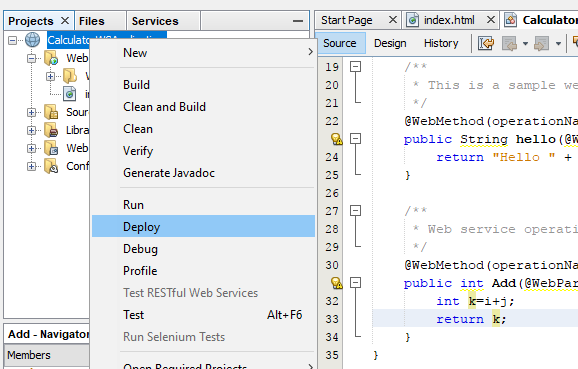 Projects Files Services
Start Page index.html Calculator
Source Design History
New
Build
Clean and Build
Clean
Verify
Generate Javadoc
Run
Deploy
Debug
Profile
Test RESTful Web Services
Test Alt+F6
Run Selenium Tests
Open Required Projects
Web
Sour
Libra
Web
Conf
Add - Navigator
Members
19 /**
20 * This is a sample we
21 */
22 @WebMethod(operationNa
public String hello(@W
24 return "Hello " +
25 }
26
27 /**
28 * Web service operati
29 */
30 @WebMethod(operationNa
public int Add(@WebPar
32 int k=i+j;
33 return k;
34 }
35 }